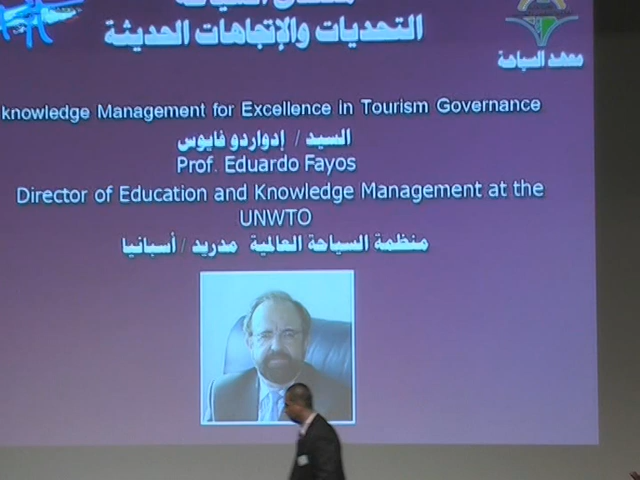 التحديات والإتجاهات الحديثة
معهد السياحة
knowledge Management for Excellence in Tourism Governance
السيد / إدواردو فايوس
Prof. Eduardo Fayos
Director of Education and Knowledge Management at the
UNWTO
منظمة السياحة العالمية مدريد / أسبانيا